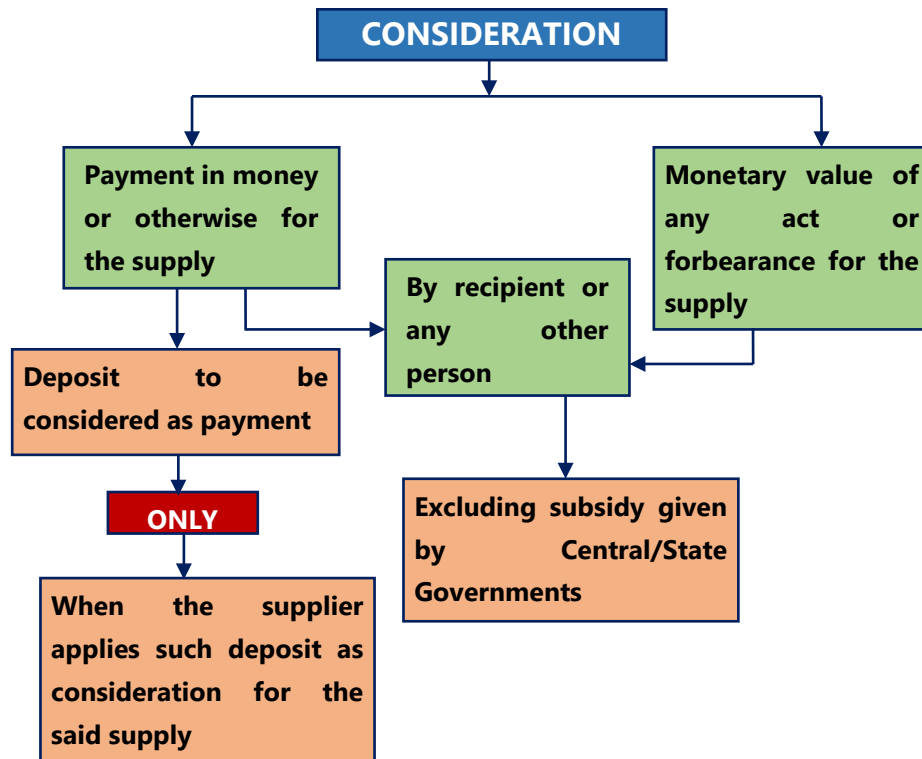 CONSIDERATION
Payment in money
or otherwise for
the supply
Monetary value of
any act or
forbearance for the
supply
By recipient or
any other
person
Deposit to be
considered as payment
ONLY
Excluding subsidy given
by Central/State
Governments
When the supplier
applies such deposit as
consideration for the
said supply